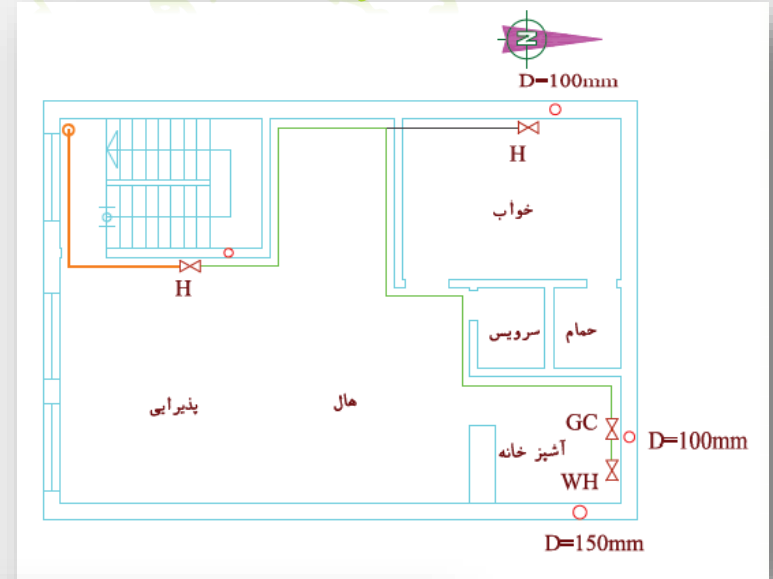 N
D=100mm
H
خواب
H
سرویس
حمام
پذیرایی
هال
GC
D=100mm
آشپز خانه
WH
D=150mm